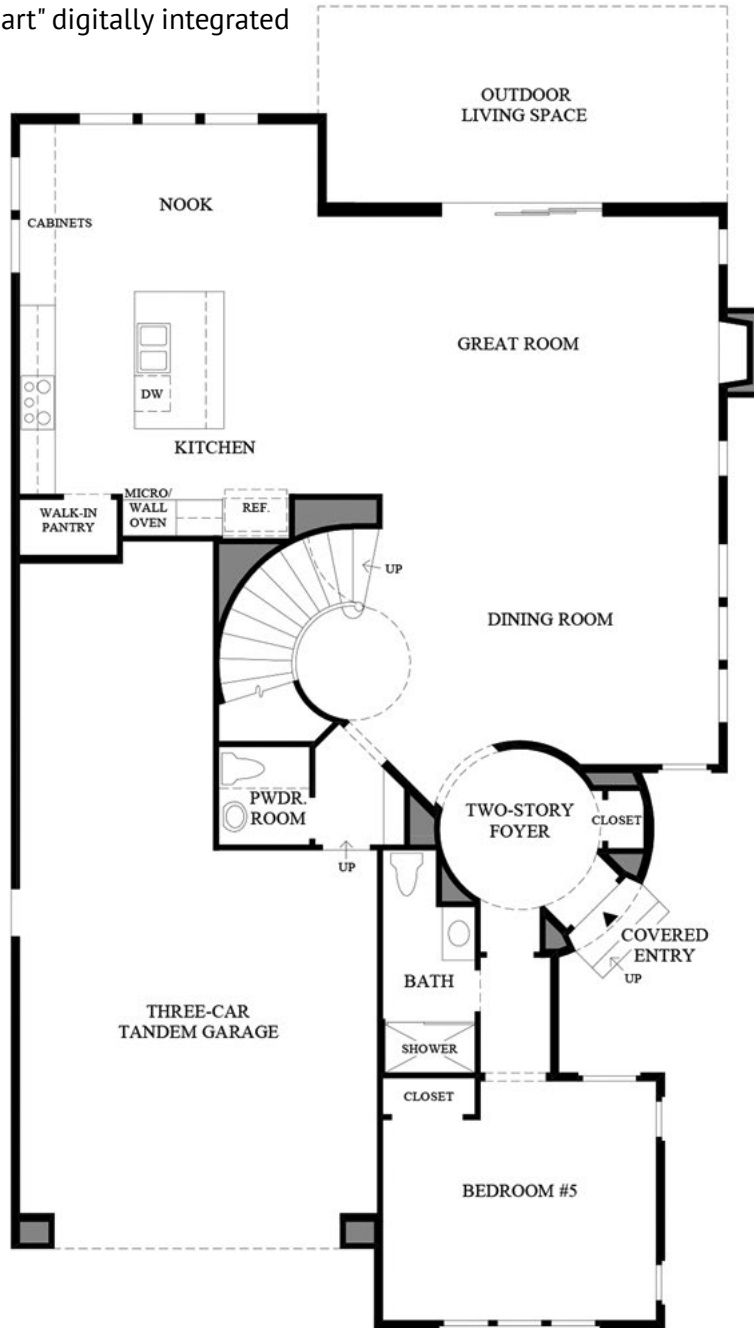 art" digitally integrated
OUTDOOR
LIVING SPACE
NOOK
CABINETS
GREAT ROOM
DW
KITCHEN
MICRO/
WALL
OVEN
REF.
WALK-IN
PANTRY
UP
DINING ROOM
PWDR.
ROOM
TWO-STORY
FOYER
CLOSET
UP
COVERED
ENTRY
UP
BATH
THREE-CAR
TANDEM GARAGE
SHOWER
CLOSET
BEDROOM #5